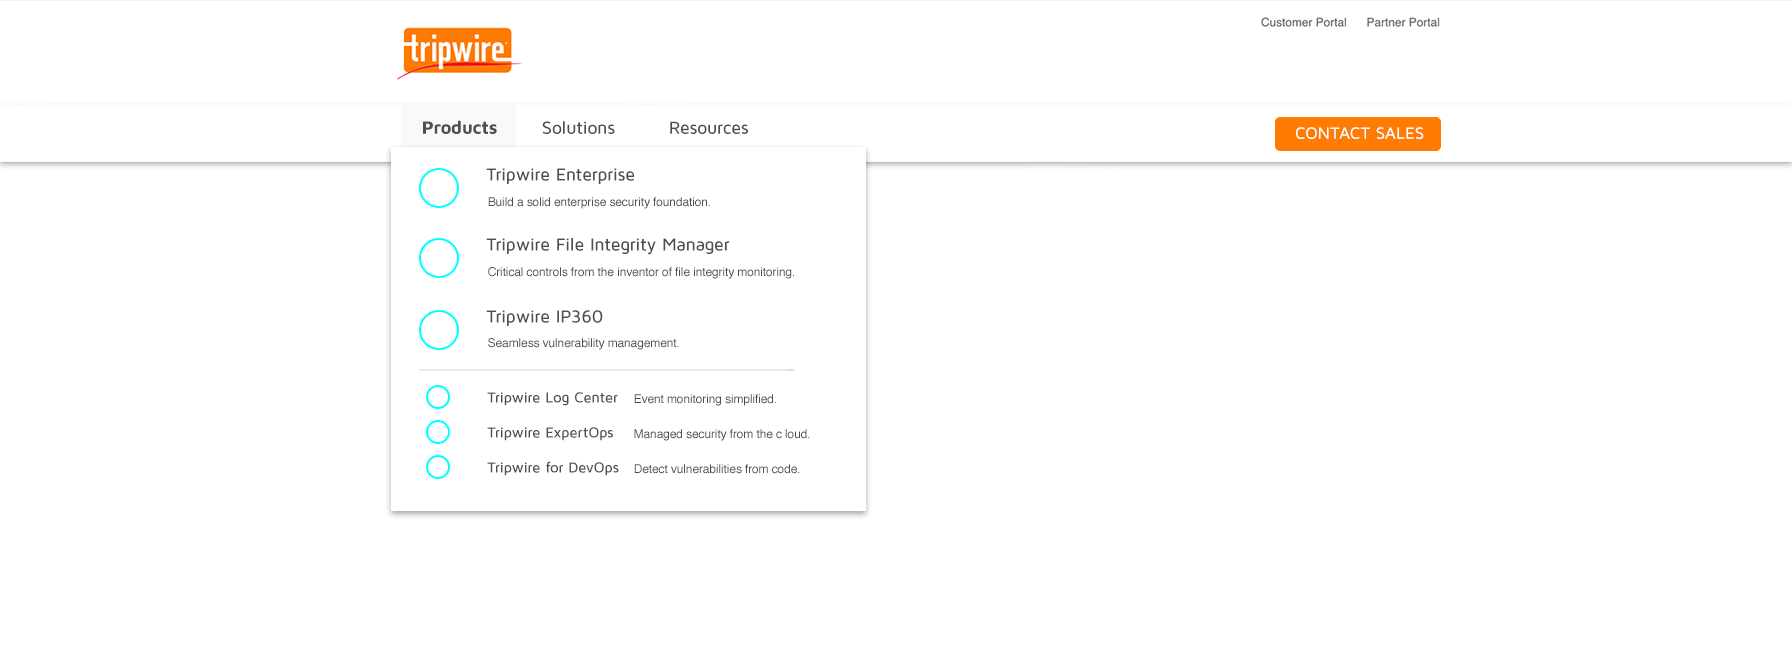 Customer Portal Partner Portal
tripwire
Products Solutions Resources CONTACT SALES
Tripwire Enterprise
Build a solid enterprise security foundation.
Tripwire File Integrity Manager
Critical controls from the inventor of file integrity monitoring.
Tripwire IP360
Seamless vulnerability management.
Tripwire Log Center Event monitoring simplified.
Tripwire ExpertOps Managed security from the c loud.
Tripwire for DevOps Detect vulnerabilities from code.